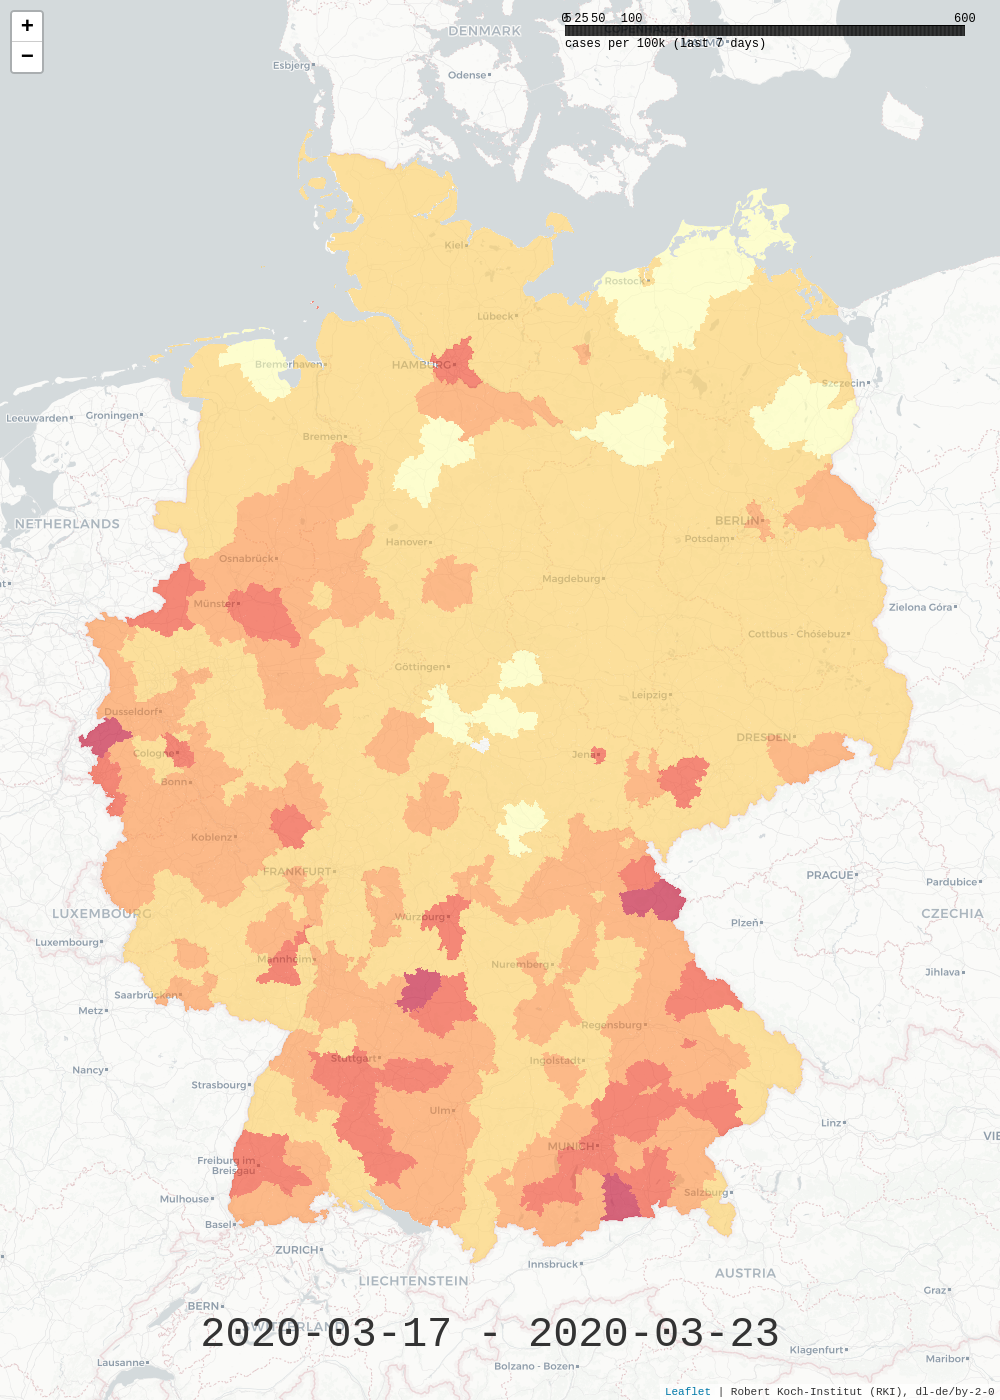 +
−
0 5 25 50 100 600
cases per 100k (last 7 days)
DENMARK
Esbjerg
Odense
Kiel
Rostock
Lübeck
Bremerhaven
HAMBURG
Szczecin
Leeuwarden
Groningen
Bremen
NETHERLANDS
BERLIN
Hanover
Potsdam
Osnabrück
Magdeburg
Münster
Zielona Góra
Cottbus - Chóśebuz
Göttingen
Leipzig
Dusseldorf
DRESDEN
Cologne
Jena
Bonn
Koblenz
FRANKFURT
PRAGUE
Pardubice
LUXEMBOURG
Würzburg
CZECHIA
Plzeň
Luxembourg
Mannheim
Nuremberg
Jihlava
Saarbrücken
Metz
Regensburg
Stuttgart
Ingolstadt
Nancy
Strasbourg
Ulm
Linz
VIE
MUNICH
Freiburg im
Breisgau
Mulhouse
Salzburg
Basel
ZURICH
Innsbruck
AUSTRIA
LIECHTENSTEIN
Graz
BERN
SWITZERLAND
2020-03-17 - 2020-03-23
Klagenfurt
Lausanne
Bolzano - Bozen
Maribor
Leaflet | Robert Koch-Institut (RKI), dl-de/by-2-0